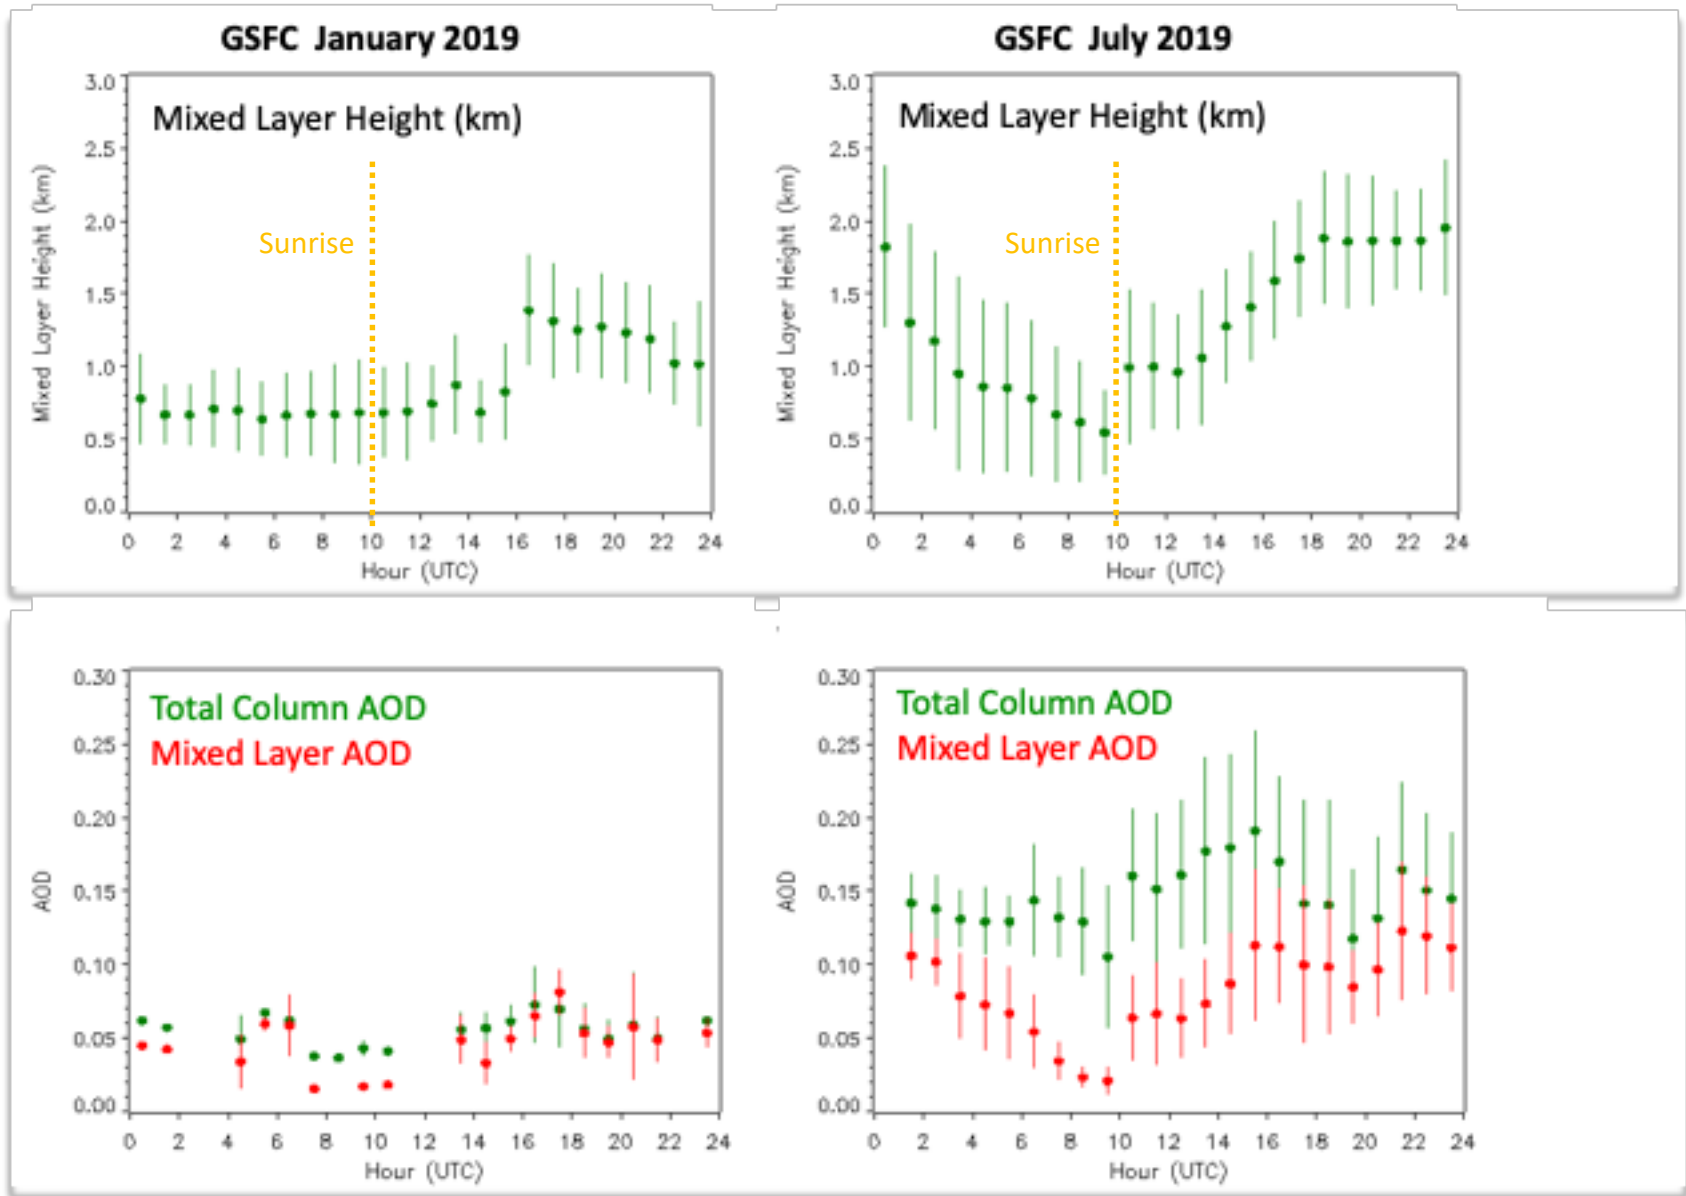 GSFC January 2019
Mixed Layer Height (km)
Mixed Layer Height (km)
3.0
2.5
2.0
1.5
1.0
0.5
0.0
Sunrise
0 2 4 6 8 10 12 14 16 18 20 22 24
Hour (UTC)
GSFC July 2019
Mixed Layer Height (km)
Mixed Layer Height (km)
3.0
2.5
2.0
1.5
1.0
0.5
0.0
Sunrise
0 2 4 6 8 10 12 14 16 18 20 22 24
Hour (UTC)
Total Column AOD
Mixed Layer AOD
AOD
0.30
0.25
0.20
0.15
0.10
0.05
0.00
0 2 4 6 8 10 12 14 16 18 20 22 24
Hour (UTC)
Total Column AOD
Mixed Layer AOD
AOD
0.30
0.25
0.20
0.15
0.10
0.05
0.00
0 2 4 6 8 10 12 14 16 18 20 22 24
Hour (UTC)